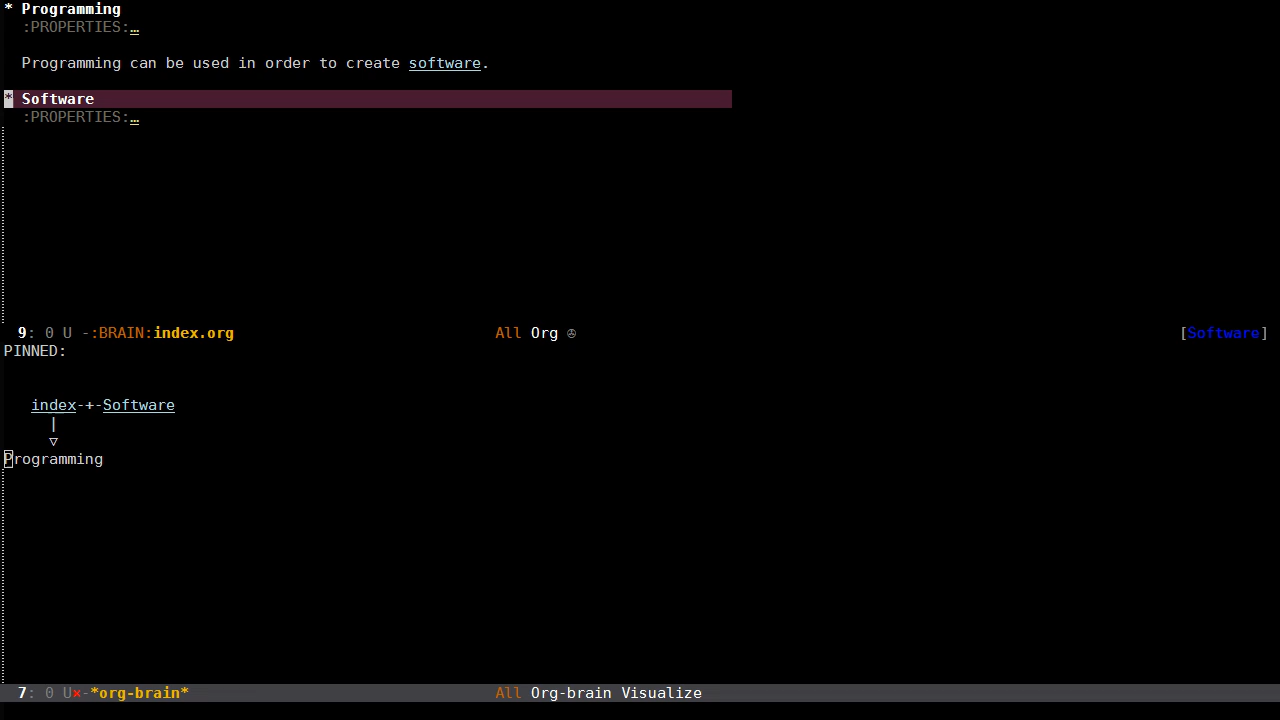 * Programming
:PROPERTIES:…
Programming can be used in order to create software.
* Software
:PROPERTIES:…
9: 0 U -:BRAIN:index.org All Org ✇ [Software]
PINNED:
index-+-Software
|
▽
Programming
7: 0 U×-*org-brain* All Org-brain Visualize